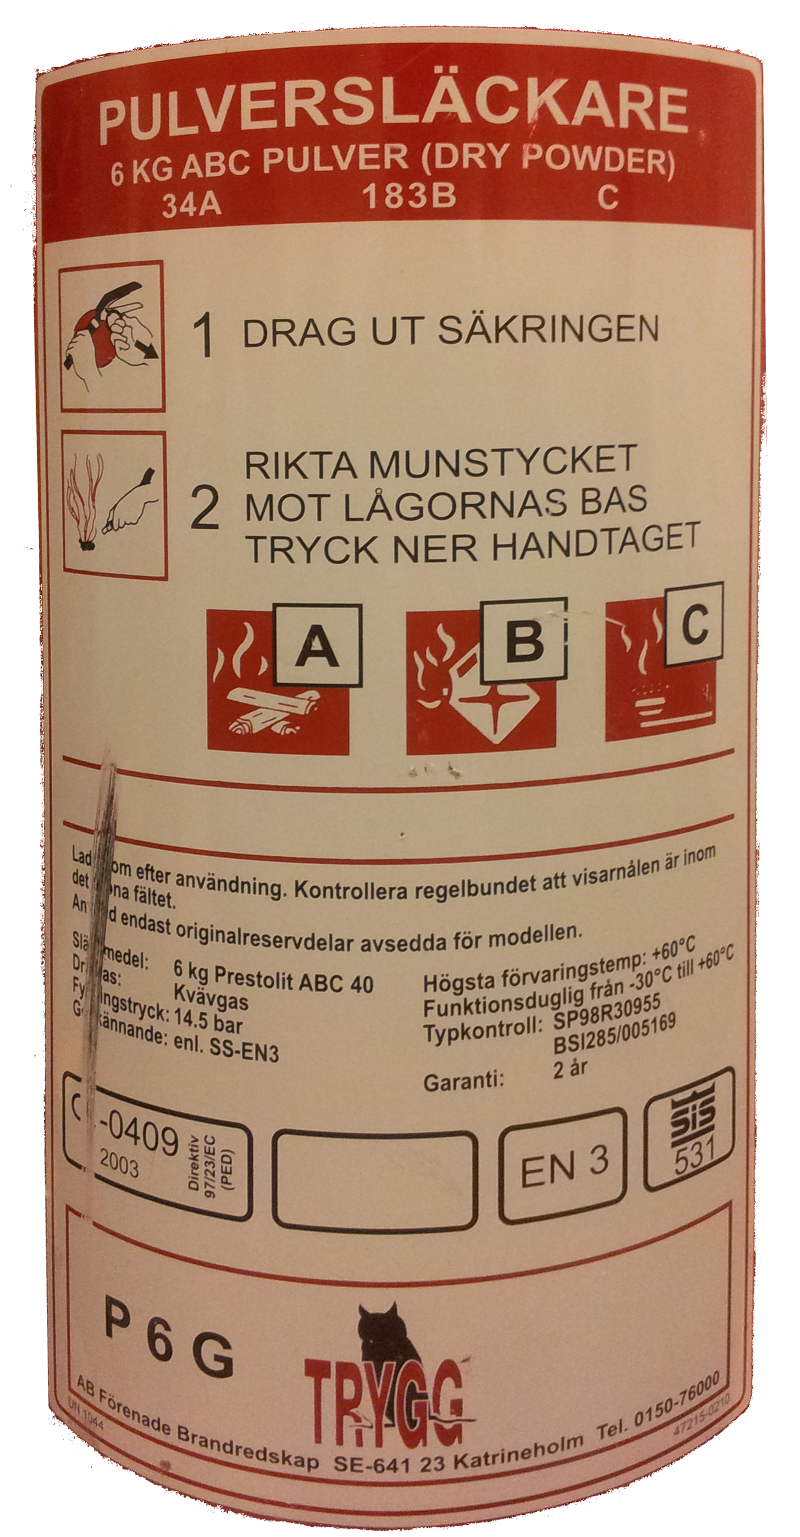 PULVERSLÄCKARE
6 KG ABC PULVER (DRY POWDER)
34A 183B C
1 DRAG UT SÄKRINGEN
2 RIKTA MUNSTYCKET
MOT LÅGORNAS BAS
TRYCK NER HANDTAGET
A B C
efter användning. Kontrollera regelbundet att visarnålen är inom
det fältet.
endast originalreservdelar avsedda för modellen.
6 kg Prestolit ABC 40
Kvävgas
14.5 bar
enl. SS-EN3
Högsta förvaringstemp: +60°C
Funktionsduglig från -30°C till +60°C
Typkontroll: SP98R30955
BSI285/005169
Garanti: 2 år
-0409
2003
Direktiv
97/23/EC
(PED)
EN 3
SIS
531
P 6 G
TRYGG
AB Förenade Brandredskap SE-641 23 Katrineholm Tel. 0150-76000
UN 1044
47215-0210